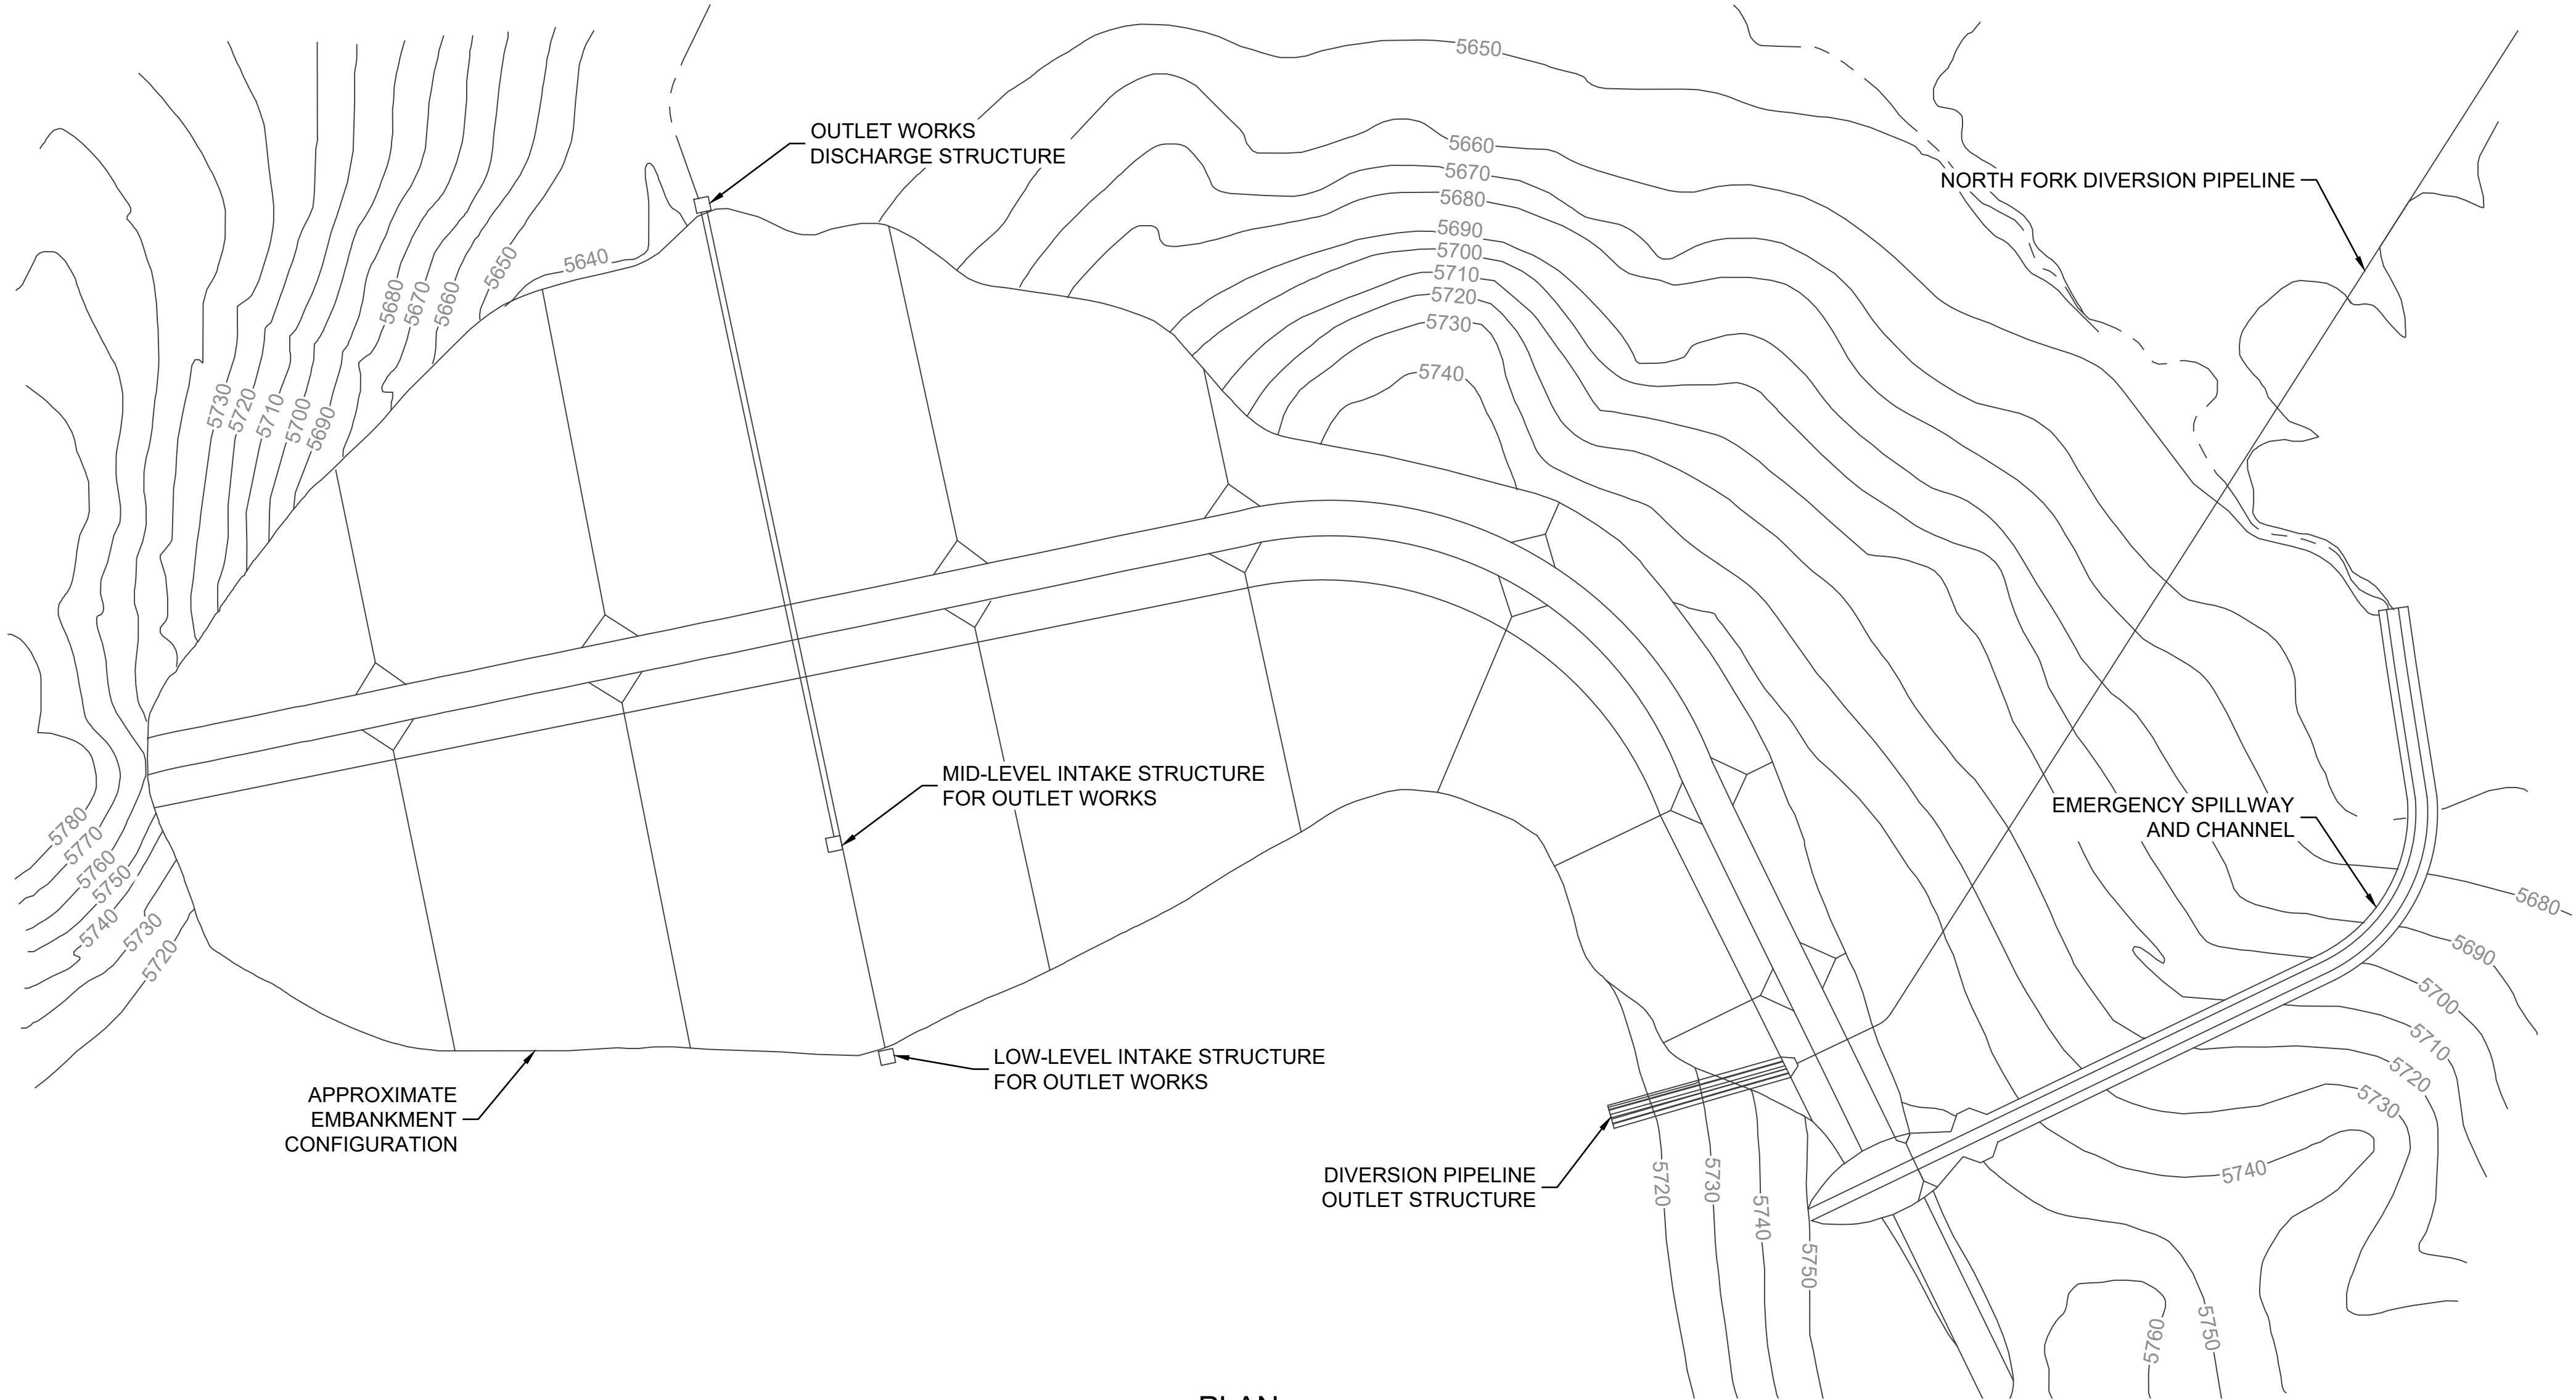 5650
OUTLET WORKS
DISCHARGE STRUCTURE
5660
5670
5680
5690
5700
5710
5720
5730
5740
NORTH FORK DIVERSION PIPELINE
5640
5650
5660
5670
5680
5690
5700
5710
5720
5730
MID-LEVEL INTAKE STRUCTURE
FOR OUTLET WORKS
EMERGENCY SPILLWAY
AND CHANNEL
5780
5770
5760
5750
5740
5730
5720
5680
5690
5700
5710
5720
5730
5740
LOW-LEVEL INTAKE STRUCTURE
FOR OUTLET WORKS
APPROXIMATE
EMBANKMENT
CONFIGURATION
DIVERSION PIPELINE
OUTLET STRUCTURE
5720
5730
5740
5750
5760
5750
PLAN